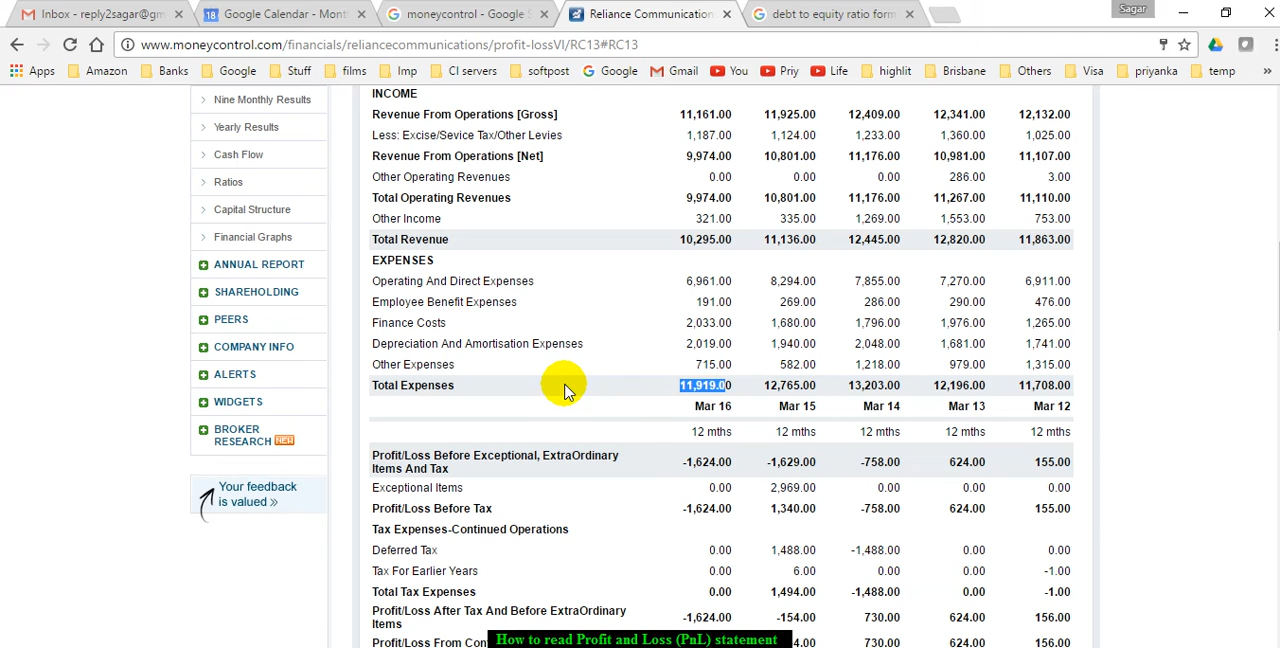 Inbox - reply2sagar@gm
Google Calendar - Mont
moneycontrol - Google S
Reliance Communication
debt to equity ratio form
Sagar
www.moneycontrol.com/financials/reliancecommunications/profit-lossVI/RC13#RC13
Apps Amazon Banks Google Stuff films Imp CI servers softpost Google Gmail You Priy Life highlit Brisbane Others Visa priyanka temp »
Nine Monthly Results
Yearly Results
Cash Flow
Ratios
Capital Structure
Financial Graphs
ANNUAL REPORT
SHAREHOLDING
PEERS
COMPANY INFO
ALERTS
WIDGETS
BROKER
RESEARCH NEW
Your feedback
is valued »
INCOME
Revenue From Operations [Gross] 11,161.00 11,925.00 12,409.00 12,341.00 12,132.00
Less: Excise/Sevice Tax/Other Levies 1,187.00 1,124.00 1,233.00 1,360.00 1,025.00
Revenue From Operations [Net] 9,974.00 10,801.00 11,176.00 10,981.00 11,107.00
Other Operating Revenues 0.00 0.00 0.00 286.00 3.00
Total Operating Revenues 9,974.00 10,801.00 11,176.00 11,267.00 11,110.00
Other Income 321.00 335.00 1,269.00 1,553.00 753.00
Total Revenue 10,295.00 11,136.00 12,445.00 12,820.00 11,863.00
EXPENSES
Operating And Direct Expenses 6,961.00 8,294.00 7,855.00 7,270.00 6,911.00
Employee Benefit Expenses 191.00 269.00 286.00 290.00 476.00
Finance Costs 2,033.00 1,680.00 1,796.00 1,976.00 1,265.00
Depreciation And Amortisation Expenses 2,019.00 1,940.00 2,048.00 1,681.00 1,741.00
Other Expenses 715.00 582.00 1,218.00 979.00 1,315.00
Total Expenses 11,919.00 12,765.00 13,203.00 12,196.00 11,708.00
Mar 16 Mar 15 Mar 14 Mar 13 Mar 12
12 mths 12 mths 12 mths 12 mths 12 mths
Profit/Loss Before Exceptional, ExtraOrdinary
Items And Tax -1,624.00 -1,629.00 -758.00 624.00 155.00
Exceptional Items 0.00 2,969.00 0.00 0.00 0.00
Profit/Loss Before Tax -1,624.00 1,340.00 -758.00 624.00 155.00
Tax Expenses-Continued Operations
Deferred Tax 0.00 1,488.00 -1,488.00 0.00 0.00
Tax For Earlier Years 0.00 6.00 0.00 0.00 -1.00
Total Tax Expenses 0.00 1,494.00 -1,488.00 0.00 -1.00
Profit/Loss After Tax And Before ExtraOrdinary
Items -1,624.00 -154.00 730.00 624.00 156.00
Profit/Loss From Con 4.00 730.00 624.00 156.00
How to read Profit and Loss (PnL) statement